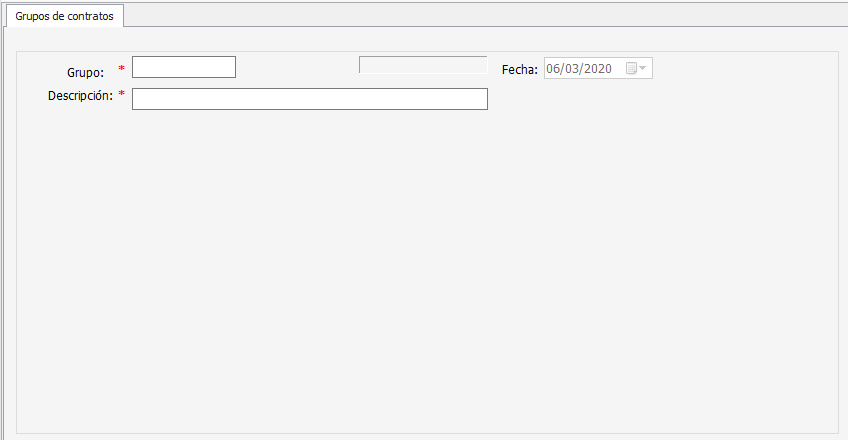 Grupos de contratos
Grupo: * Fecha: 06/03/2020
Descripción: *